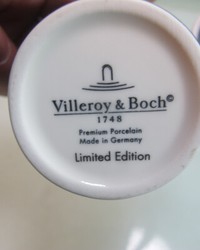 Villeroy & Boch©
1748
Premium Porcelain
Made in Germany
Limited Edition